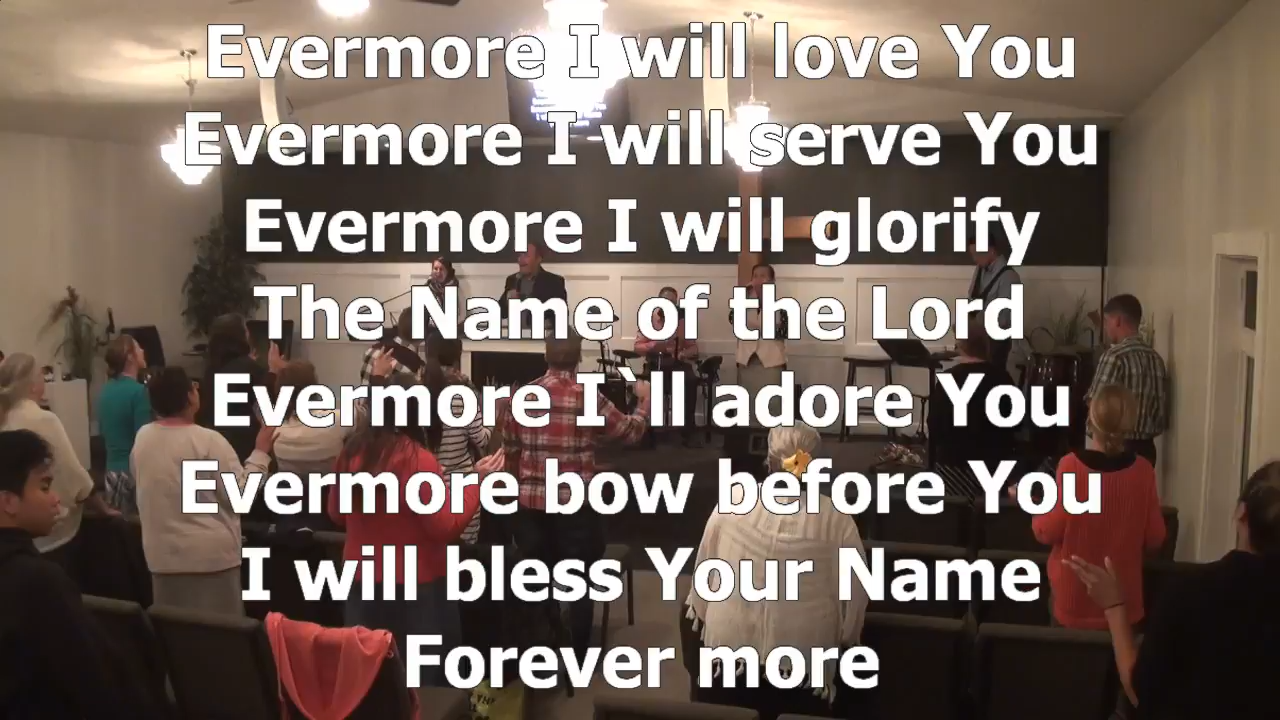 Evermore I will love You
Evermore I will serve You
Evermore I will glorify
The Name of the Lord
Evermore I`ll adore You
Evermore bow before You
I will bless Your Name
Forever more